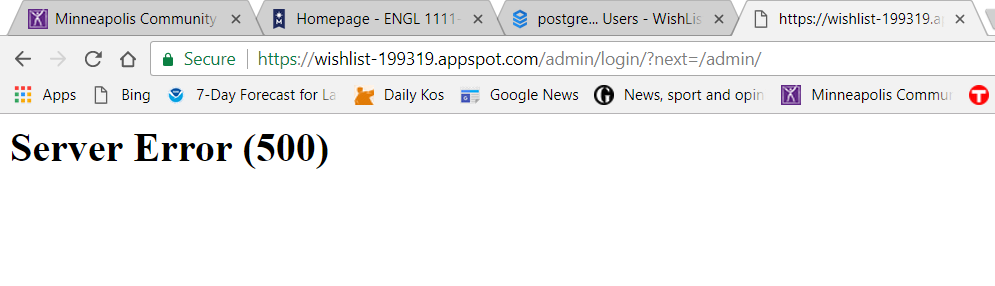 Minneapolis Community
Homepage - ENGL 1111-
postgre... Users - WishLis
https://wishlist-199319.a
Secure
https://wishlist-199319.appspot.com/admin/login/?next=/admin/
Apps
Bing
7-Day Forecast for La
Daily Kos
Google News
News, sport and opin
Minneapolis Commu
Server Error (500)